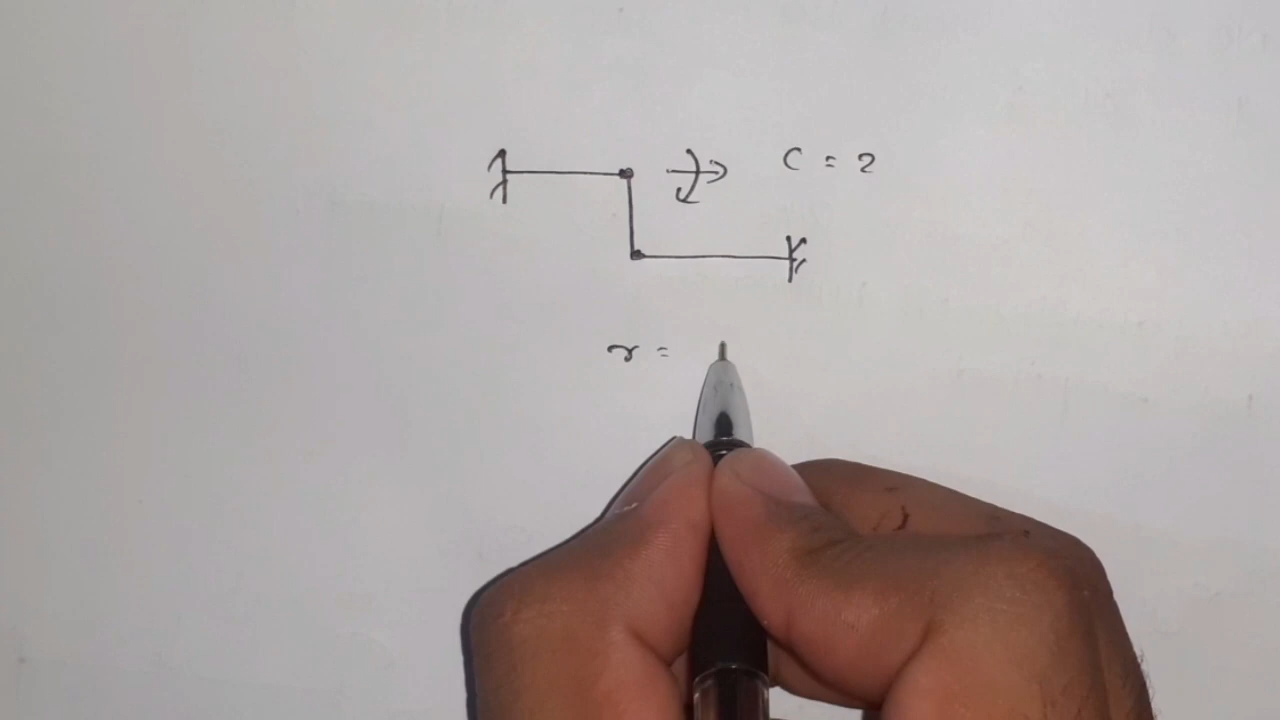 C = 2
r =